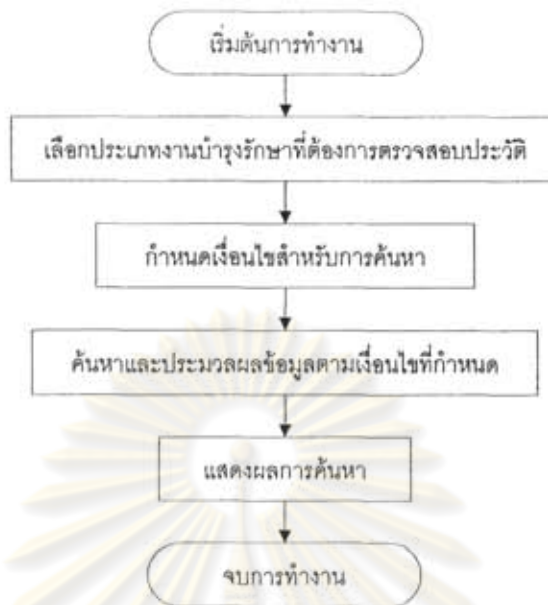 เริ่มต้นการทำงาน
เลือกประเภทงานบำรุงรักษาที่ต้องการตรวจสอบประวัติ
กำหนดเงื่อนไขสำหรับการค้นหา
ค้นหาและประมวลผลข้อมูลตามเงื่อนไขที่กำหนด
แสดงผลการค้นหา
จบการทำงาน